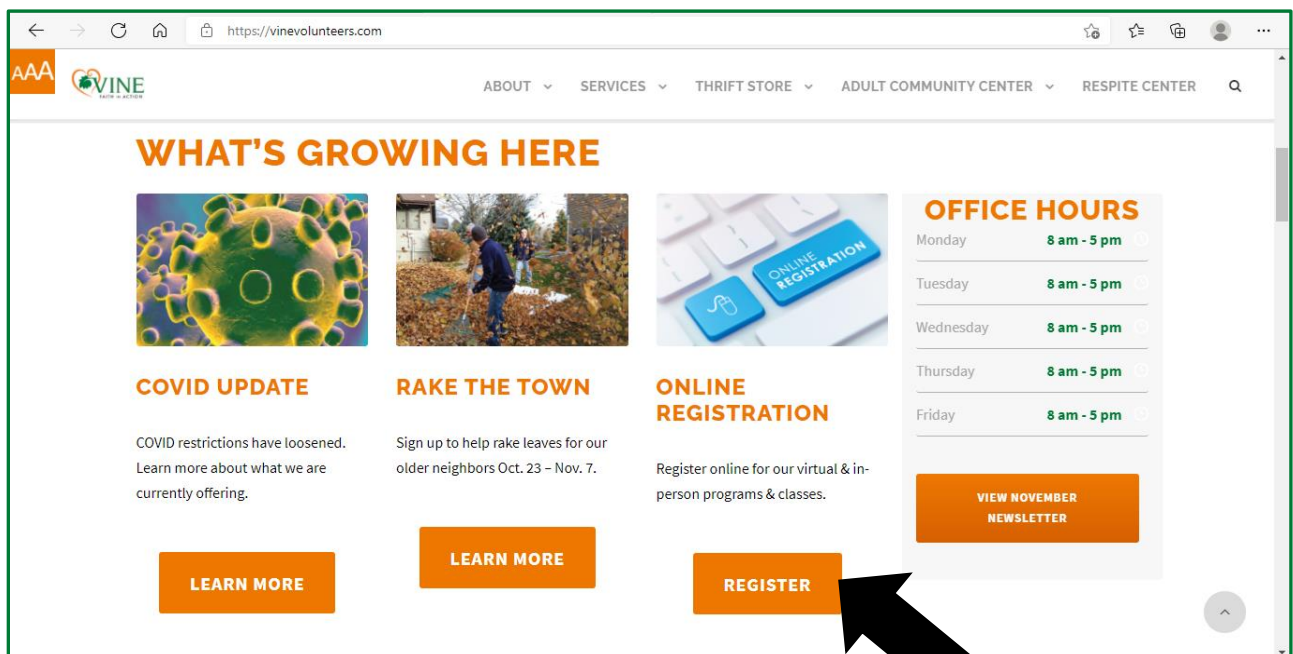 https://vinevolunteers.com
AAA
VINE
FAITH in ACTION
ABOUT
SERVICES
THRIFT STORE
ADULT COMMUNITY CENTER
RESPITE CENTER
WHAT'S GROWING HERE
ONLINE
REGISTRATION
COVID UPDATE
COVID restrictions have loosened.
Learn more about what we are
currently offering.
LEARN MORE
RAKE THE TOWN
Sign up to help rake leaves for our
older neighbors Oct. 23 – Nov. 7.
LEARN MORE
ONLINE
REGISTRATION
Register online for our virtual & in-
person programs & classes.
REGISTER
OFFICE HOURS
Monday 8 am - 5 pm
Tuesday 8 am - 5 pm
Wednesday 8 am - 5 pm
Thursday 8 am - 5 pm
Friday 8 am - 5 pm
VIEW NOVEMBER
NEWSLETTER